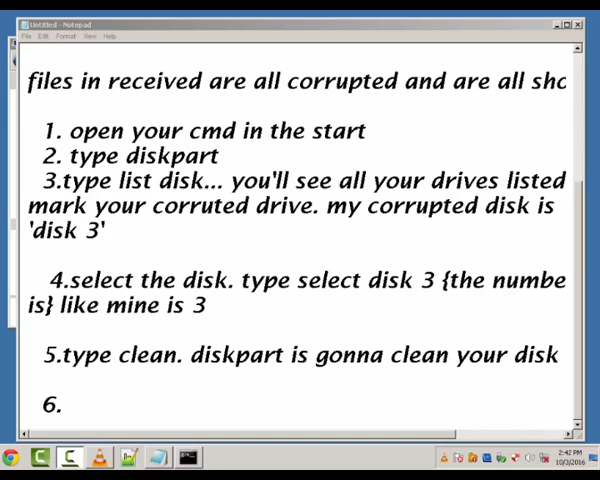 Untitled - Notepad
File Edit Format View Help
files in received are all corrupted and are all sho
1. open your cmd in the start
2. type diskpart
3.type list disk... you'll see all your drives listed
mark your corruted drive. my corrupted disk is
'disk 3'
4.select the disk. type select disk 3 {the numbe
is} like mine is 3
5.type clean. diskpart is gonna clean your disk
6.
2:42 PM
10/3/2016